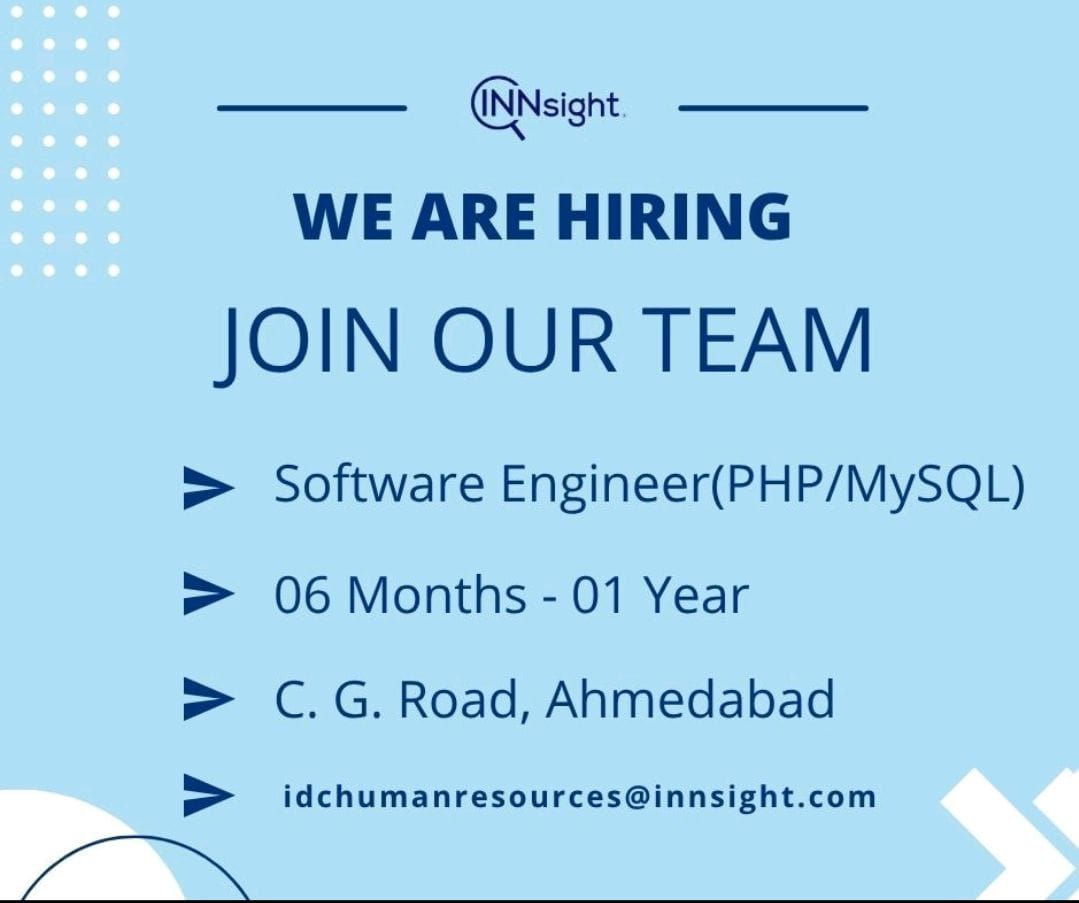 INNsight.
WE ARE HIRING
JOIN OUR TEAM
Software Engineer(PHP/MySQL)
06 Months - 01 Year
C. G. Road, Ahmedabad
idchumanresources@innsight.com